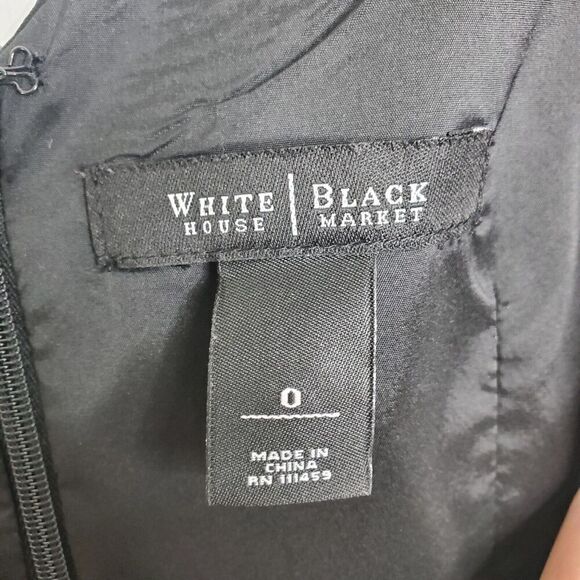 WHITE | BLACK
HOUSE | MARKET
0
MADE IN
CHINA
RN 111459